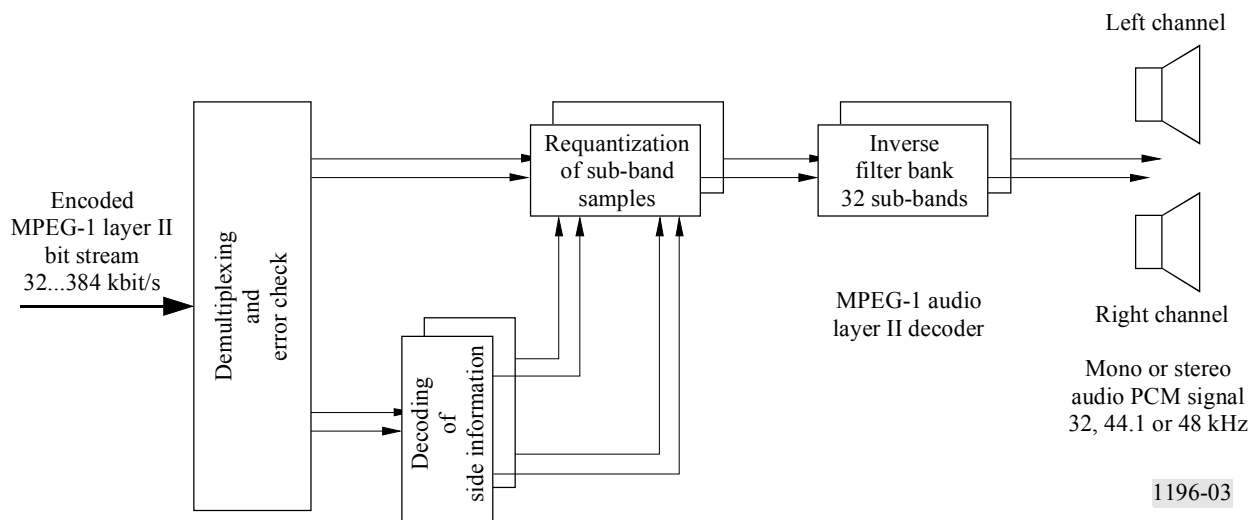 Left channel
Requantization
of sub-band
samples
Inverse
filter bank
32 sub-bands
Encoded
MPEG-1 layer II
bit stream
32...384 kbit/s
Demultiplexing
and
error check
Decoding
of
side information
MPEG-1 audio
layer II decoder
Right channel
Mono or stereo
audio PCM signal
32, 44.1 or 48 kHz
1196-03